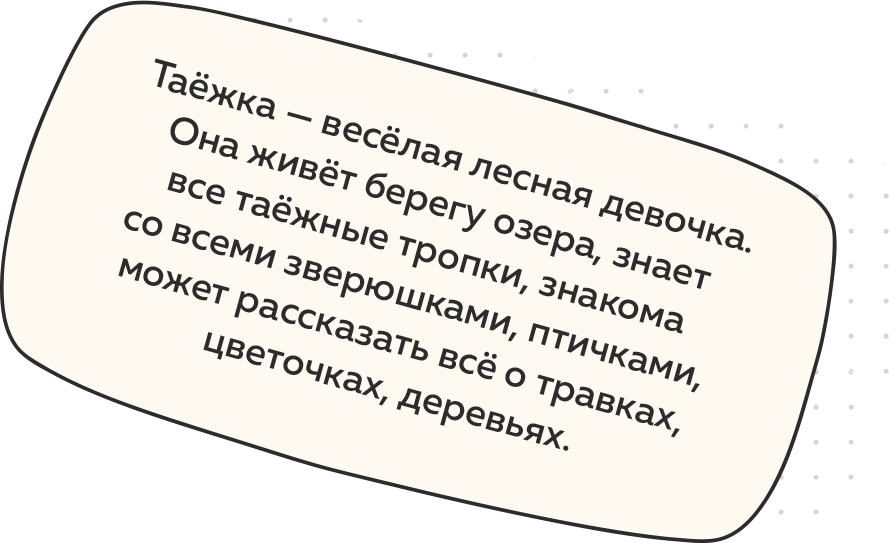 Таёжка — весёлая лесная девочка.
Она живёт берегу озера, знает
все таёжные тропки, знакома
со всеми зверюшками, птичками,
может рассказать всё о травках,
цветочках, деревьях.